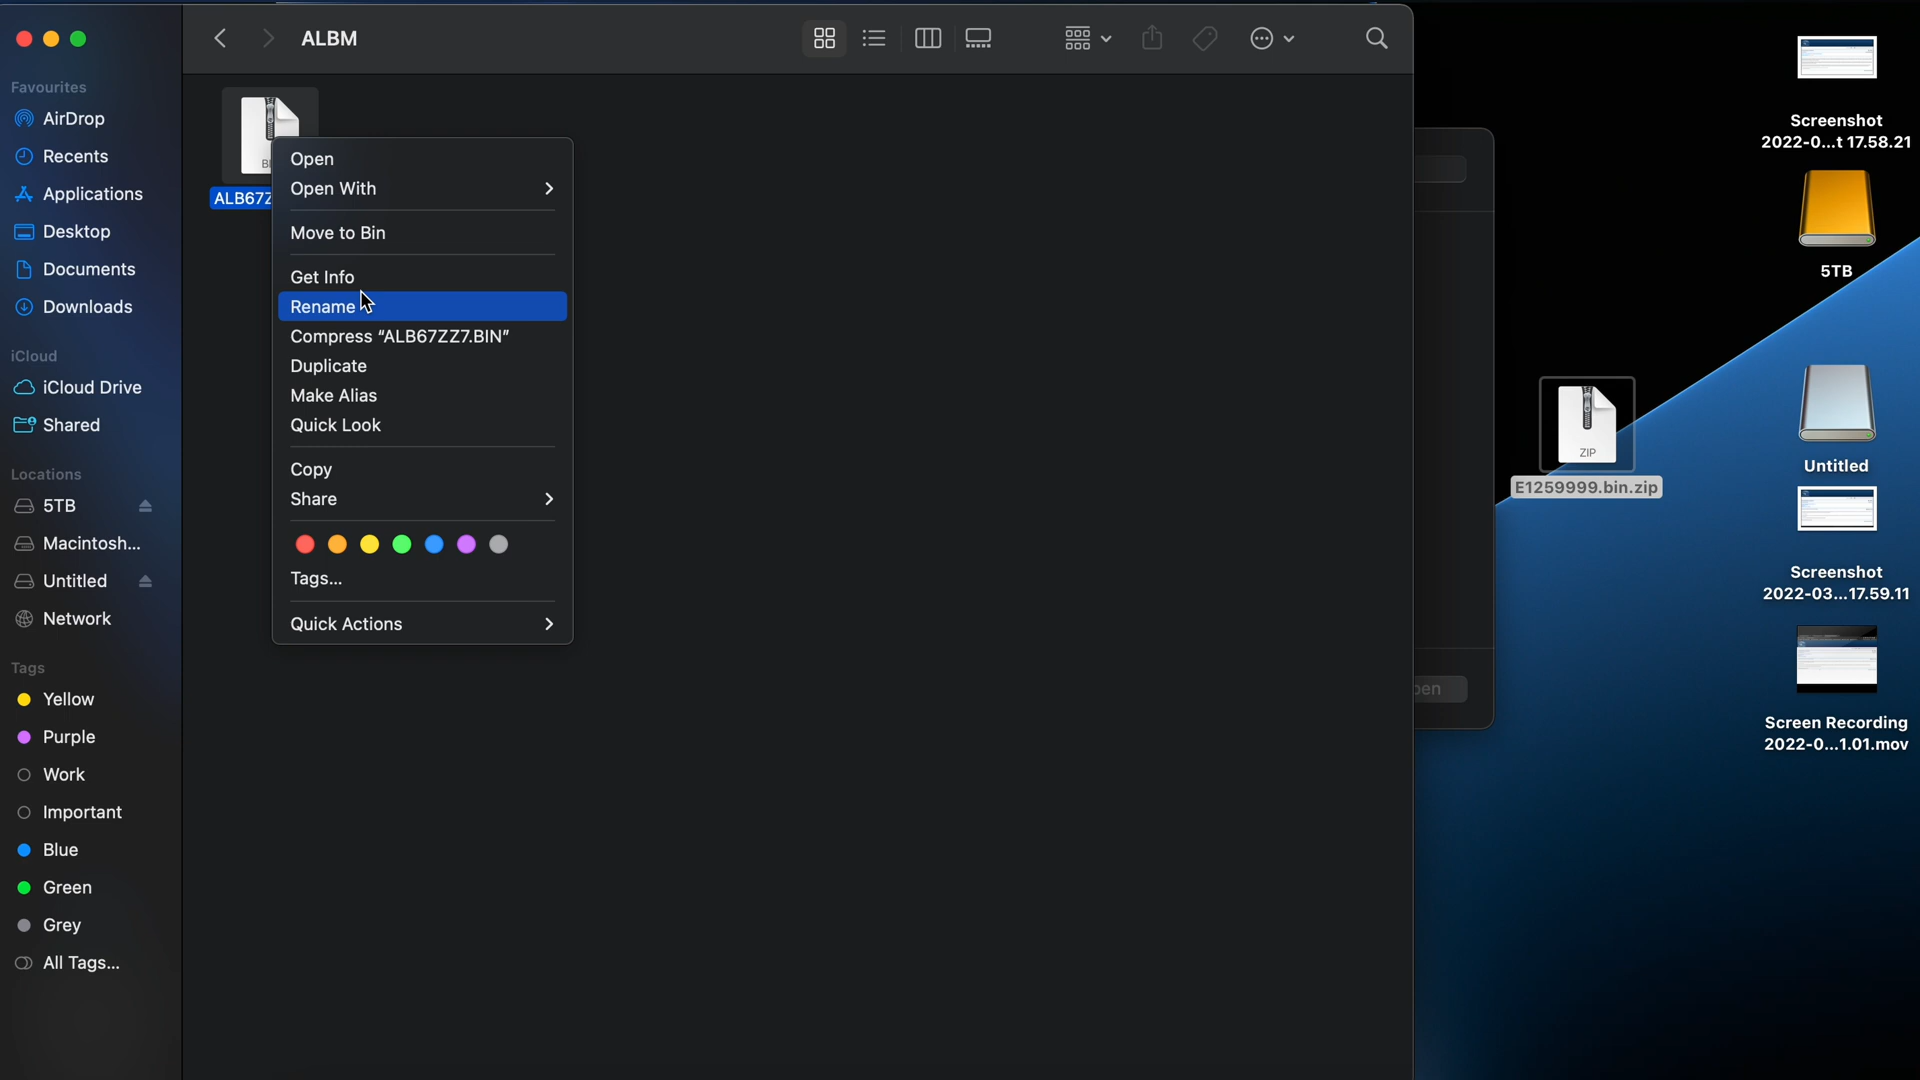 ALBM
Favourites
AirDrop
Recents
Applications
Desktop
Documents
Downloads
iCloud
iCloud Drive
Shared
Locations
5TB
Macintosh...
Untitled
Network
Tags
Yellow
Purple
Work
Important
Blue
Green
Grey
All Tags...
ALB67Z
Open
Open With
Move to Bin
Get Info
Rename
Compress “ALB67ZZ7.BIN”
Duplicate
Make Alias
Quick Look
Copy
Share
Tags...
Quick Actions
ZIP
E1259999.bin.zip
Screenshot
2022-0...t 17.58.21
5TB
Untitled
Screenshot
2022-03...17.59.11
Screen Recording
2022-0...1.01.mov